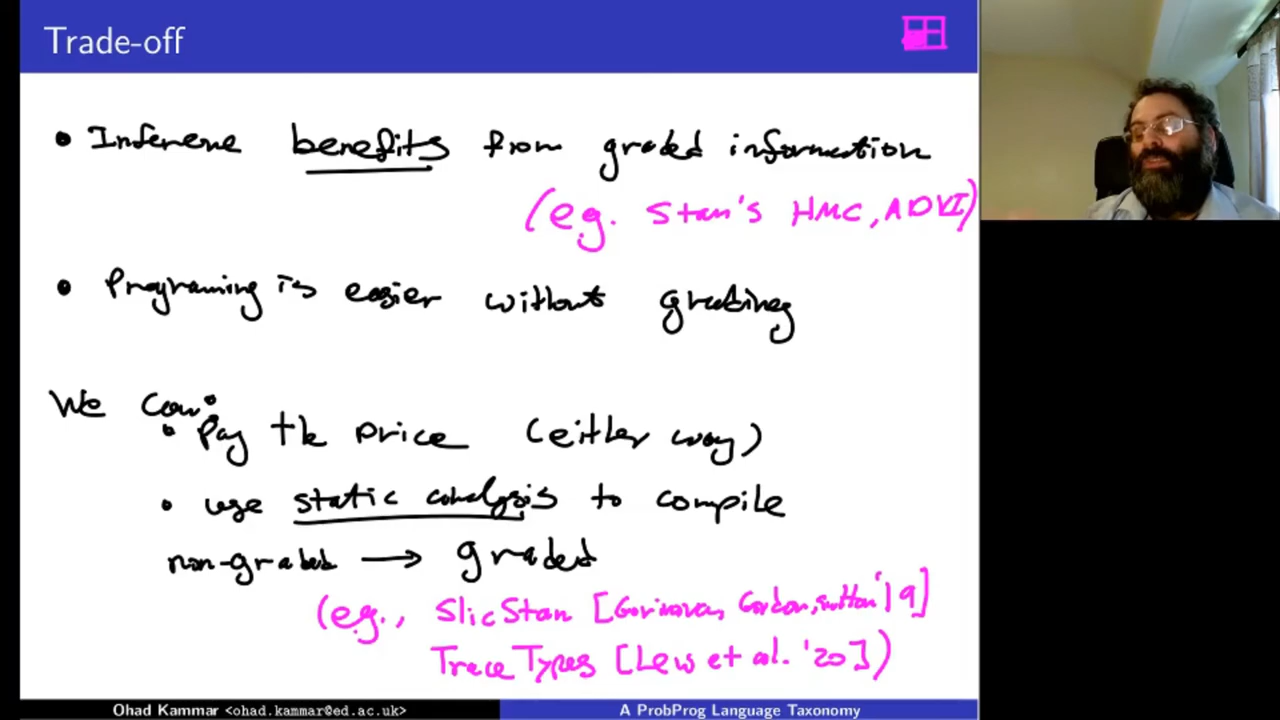 Trade-off
• Inference benefits from graded information
(e.g. Stan's HMC, ADVI)
• Programing is easier without gradings
We can:
• Pay the price (either way)
• use static analysis to compile
non-graded → graded
(e.g., SlicStan [Gorinova, Gordon, Sutton '19]
Trace Types [Lew et al. '20])
Ohad Kammar <ohad.kammar@ed.ac.uk> A ProbProg Language Taxonomy